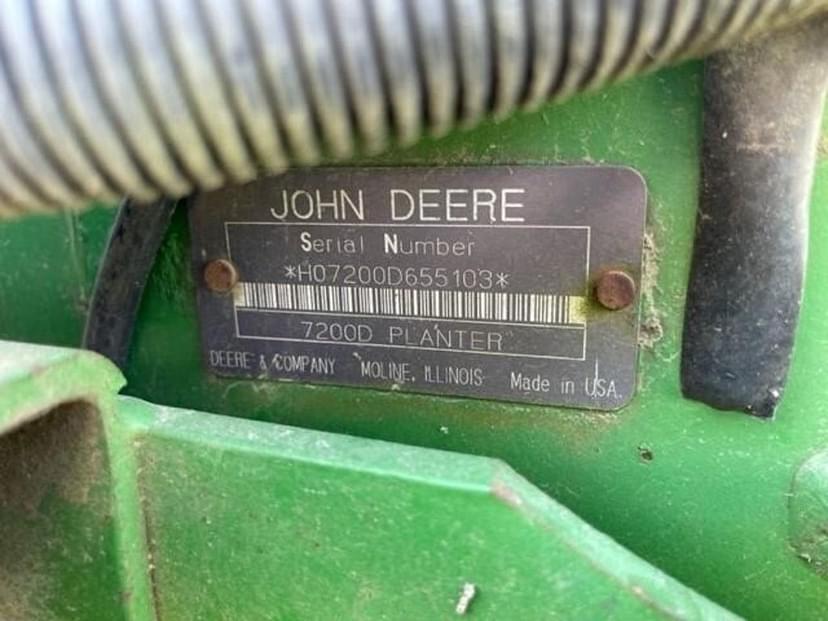 JOHN DEERE
Serial Number
*H07200D655103*
7200D PLANTER
DEERE & COMPANY MOLINE, ILLINOIS Made in USA.